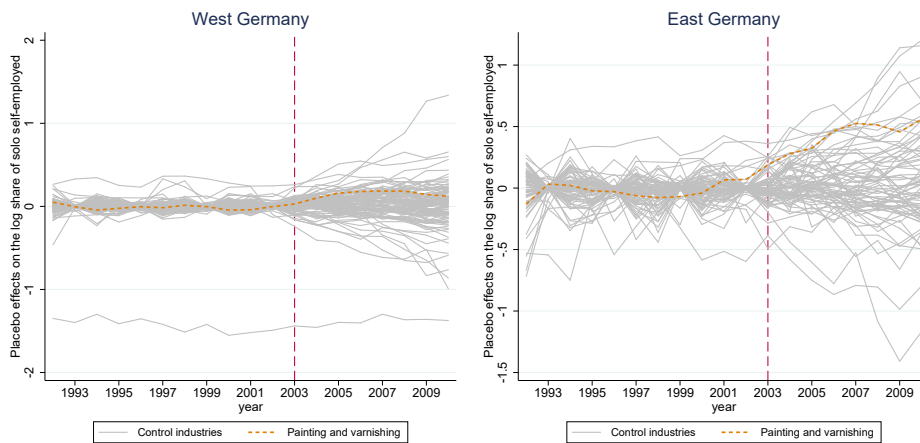 West Germany
Placebo effects on the log share of solo self-employed
2
1
0
-1
-2
1993 1995 1997 1999 2001 2003 2005 2007 2009
year
Control industries Painting and varnishing
East Germany
Placebo effects on the log share of solo self-employed
1
.5
0
-.5
-1
-1.5
1993 1995 1997 1999 2001 2003 2005 2007 2009
year
Control industries Painting and varnishing